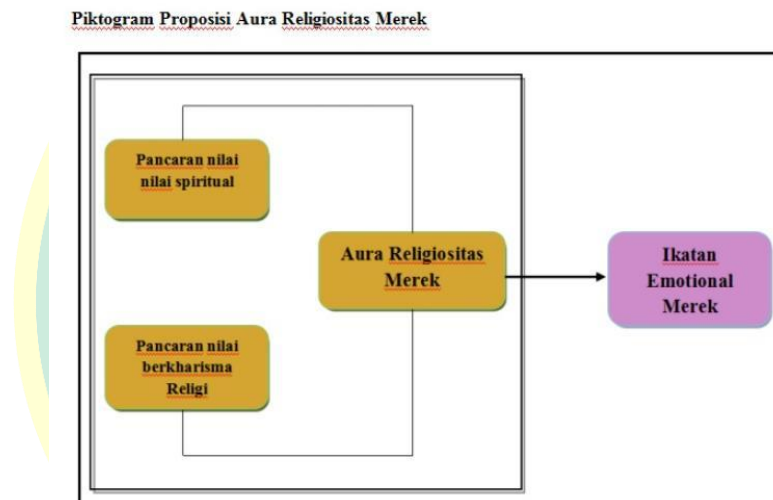 Piktogram Proposisi Aura Religiositas Merek
Pancaran nilai
nilai spiritual
Aura Religiositas
Merek
Ikatan
Emotional
Merek
Pancaran nilai
berkharisma
Religi